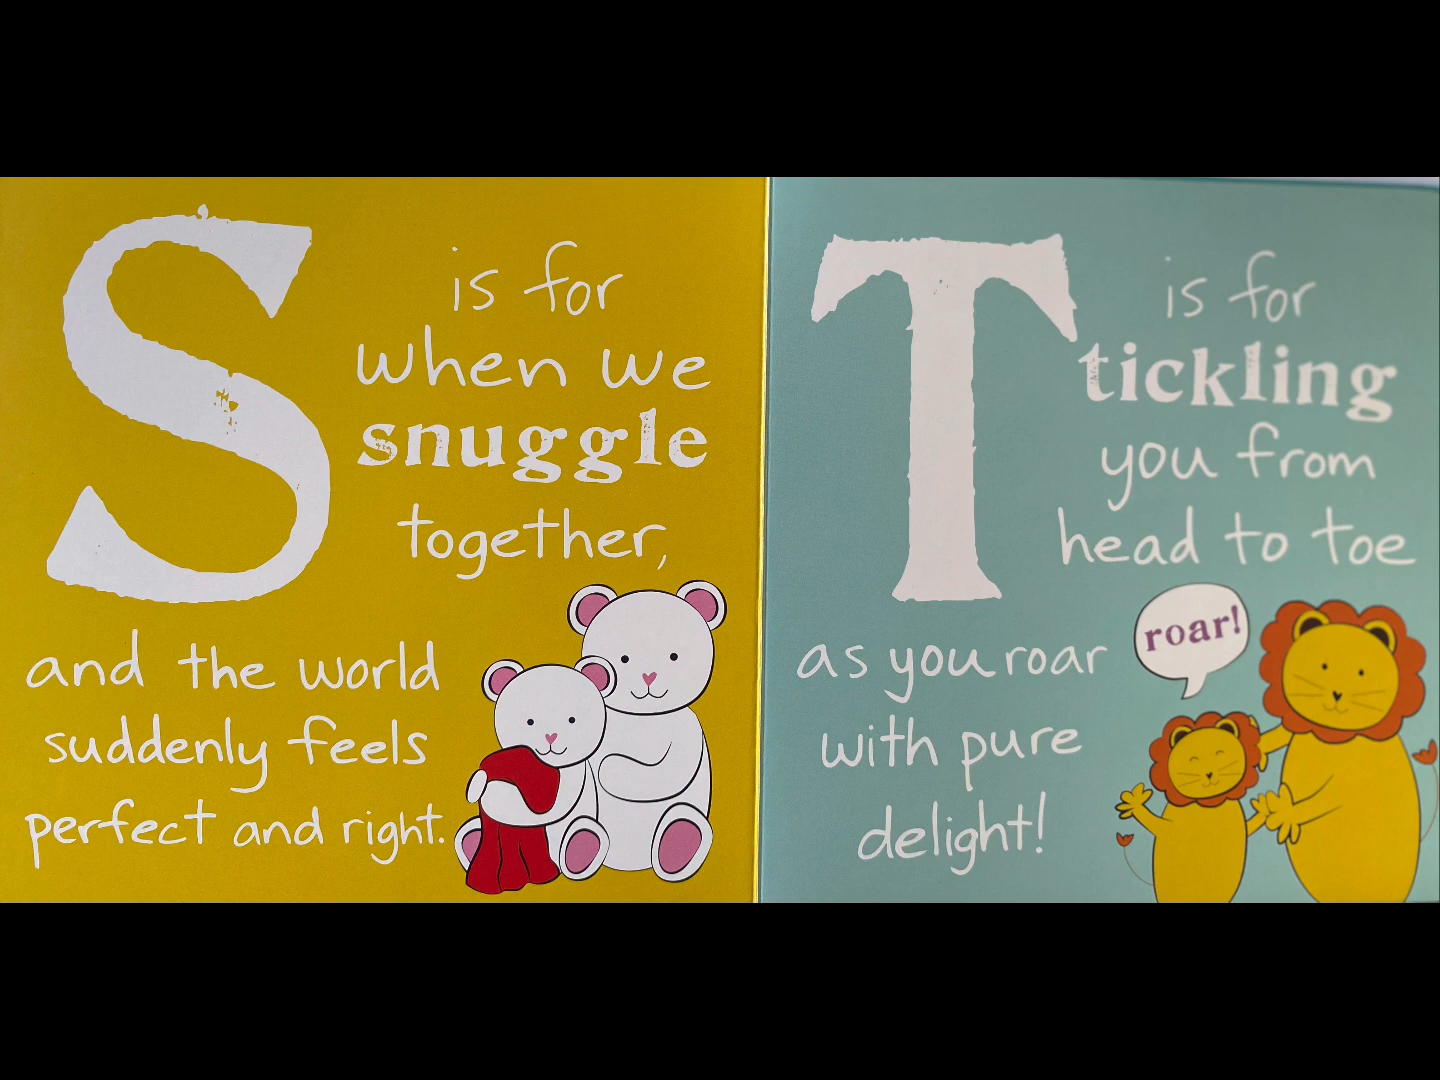 S
is for
when we
snuggle
together,
and the world
suddenly feels
perfect and right.
T
is for
tickling
you from
head to toe
as you roar
with pure
delight!
roar!